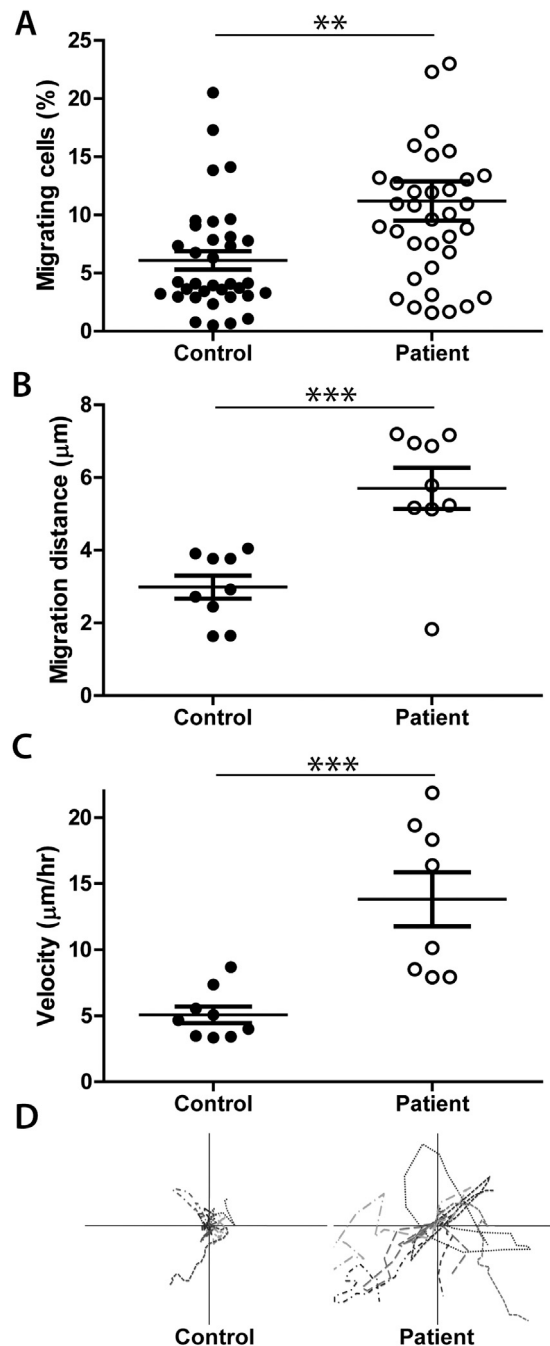 A
**
Migrating cells (%)
25
20
15
10
5
0
Control Patient
B
***
Migration distance (μm)
8
6
4
2
0
Control Patient
C
***
Velocity (μm/hr)
20
15
10
5
0
Control Patient
D
Control Patient